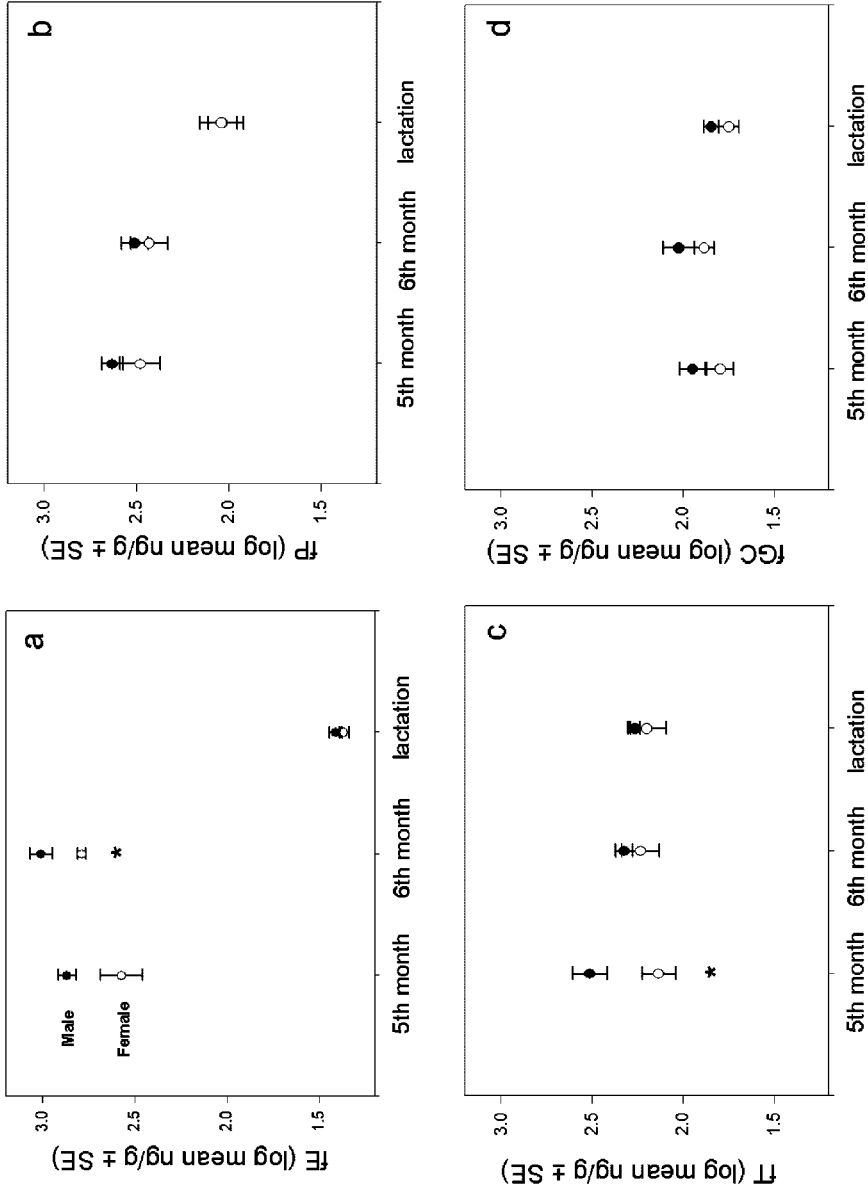 a
fE (log mean ng/g ± SE)
3.0
2.5
2.0
1.5
Male
Female
*
5th month 6th month lactation
b
fP (log mean ng/g ± SE)
3.0
2.5
2.0
1.5
5th month 6th month lactation
c
fT (log mean ng/g ± SE)
3.0
2.5
2.0
1.5
*
5th month 6th month lactation
d
fGC (log mean ng/g ± SE)
3.0
2.5
2.0
1.5
5th month 6th month lactation